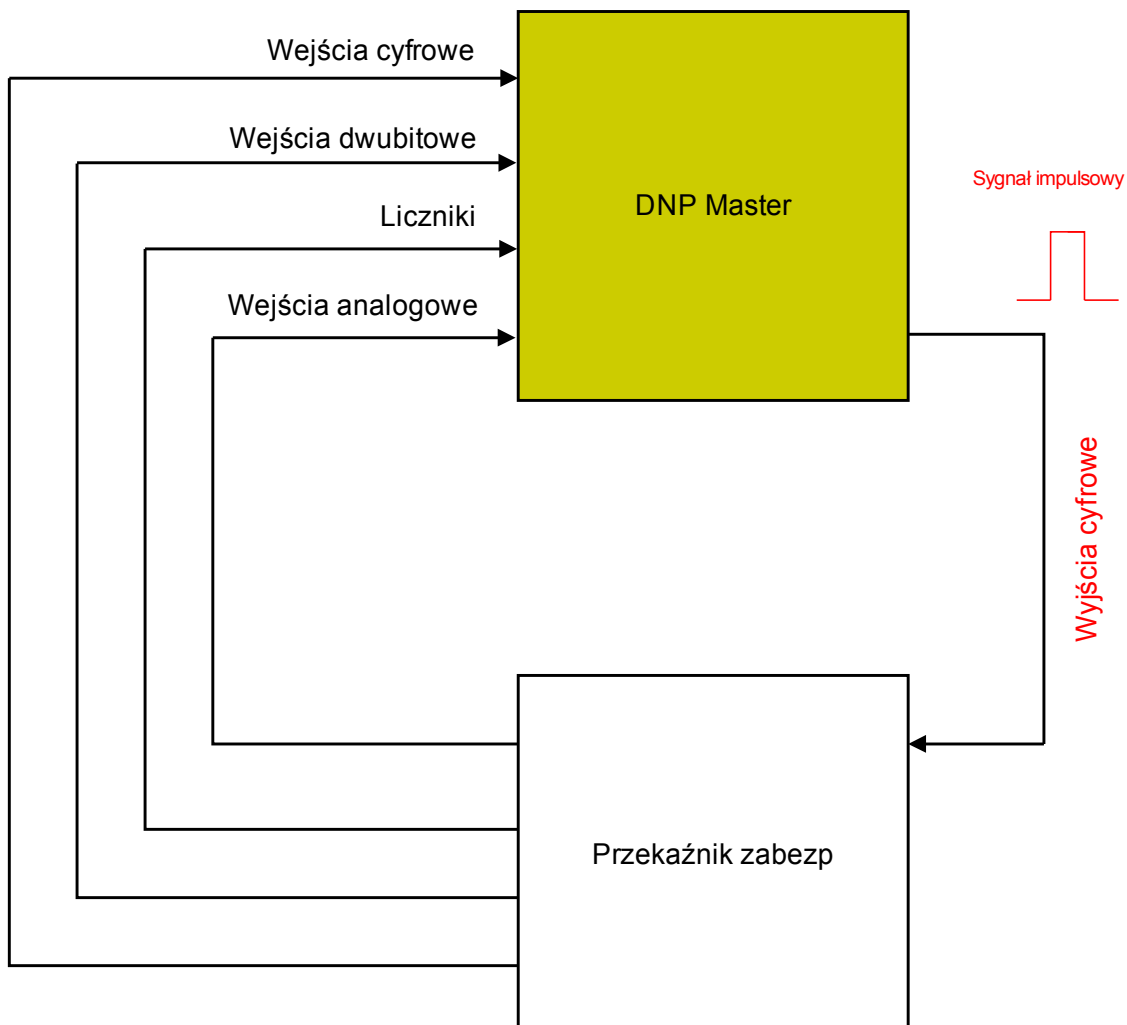 Wejścia cyfrowe
Wejścia dwubitowe
Liczniki
Wejścia analogowe
DNP Master
Sygnał impulsowy
Wyjścia cyfrowe
Przekaźnik zabezp